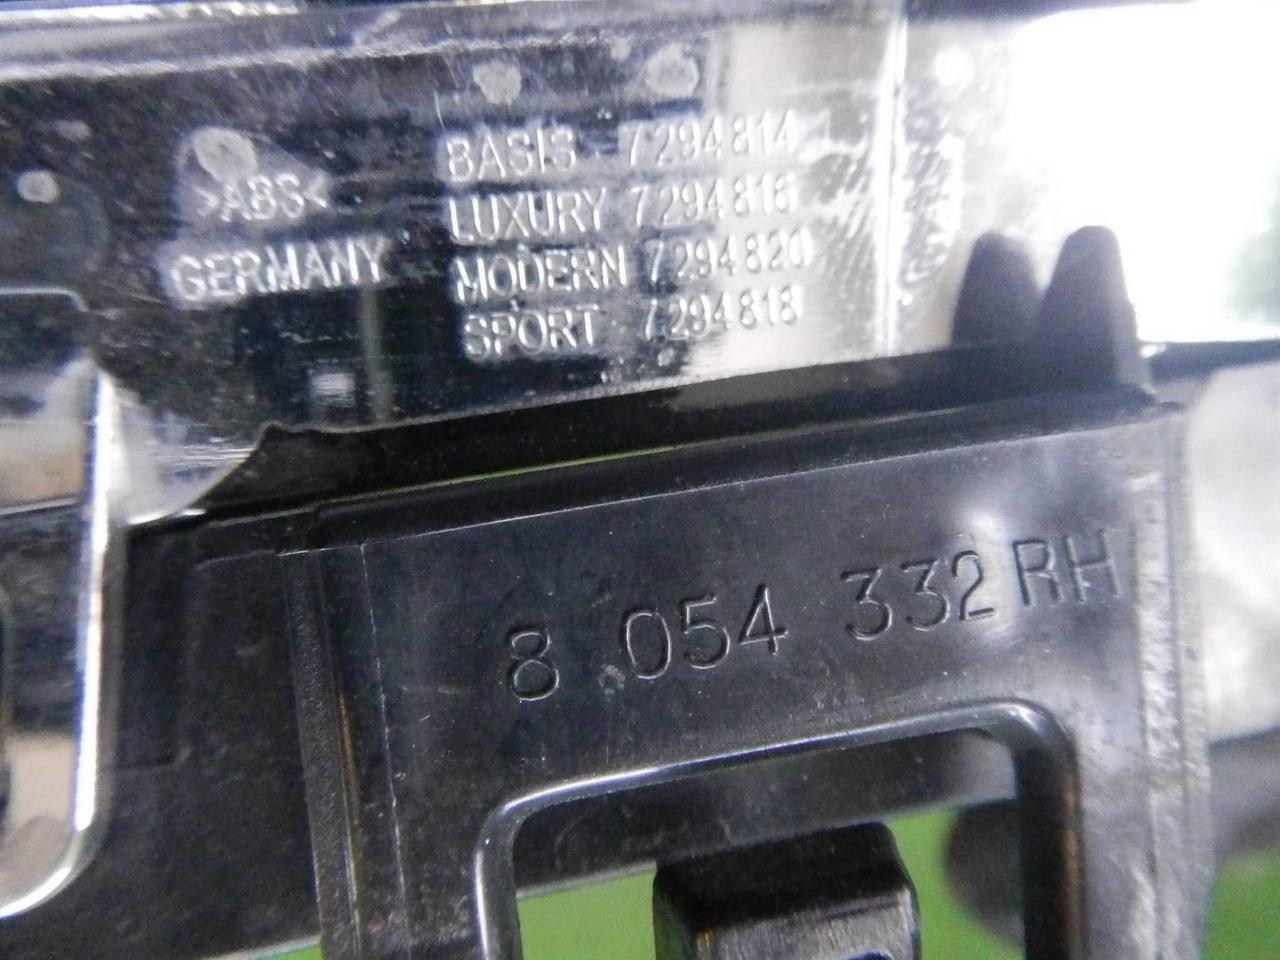 >ABS<
GERMANY
BASIS 7294814
LUXURY 7294816
MODERN 7294820
SPORT 7294818
8 054 332 RH